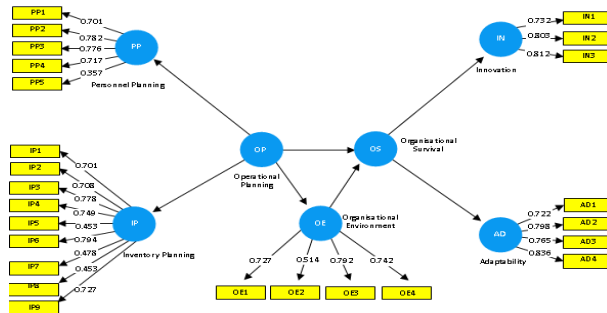 PP1
PP2
PP3
PP4
PP5
0.701
0.782
0.776
0.717
0.357
PP
Personnel Planning
IP1
IP2
IP3
IP4
IP5
IP6
IP7
IP8
IP9
0.701
0.708
0.778
0.749
0.453
0.794
0.478
0.453
0.727
IP
Inventory Planning
OP
Operational
Planning
OS
Organisational
Survival
OE
Organisational
Environment
0.727
0.514
0.792
0.742
OE1
OE2
OE3
OE4
IN
Innovation
0.732
0.803
0.812
IN1
IN2
IN3
AD
Adaptability
0.722
0.798
0.765
0.836
AD1
AD2
AD3
AD4